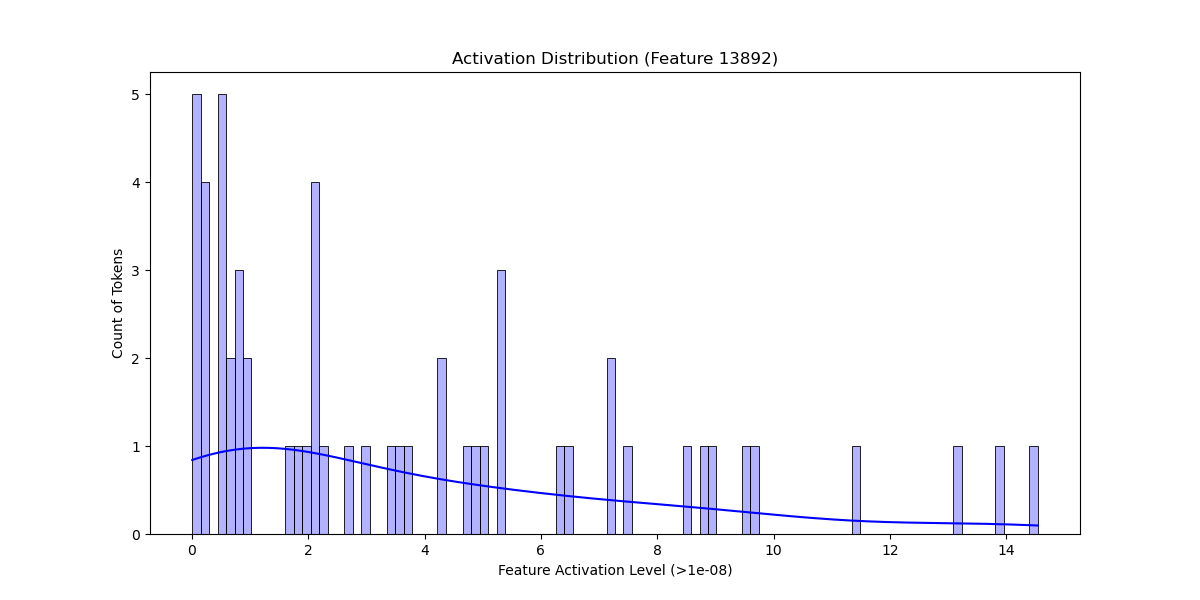 Activation Distribution (Feature 13892)
Count of Tokens
5
4
3
2
1
0
0 2 4 6 8 10 12 14
Feature Activation Level (>1e-08)